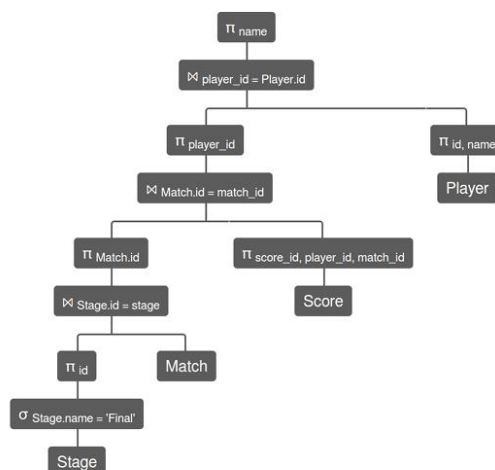 π name
⋈ player_id = Player.id
π player_id
π id, name
⋈ Match.id = match_id
Player
π Match.id
π score_id, player_id, match_id
⋈ Stage.id = stage
Score
π id
Match
σ Stage.name = 'Final'
Stage